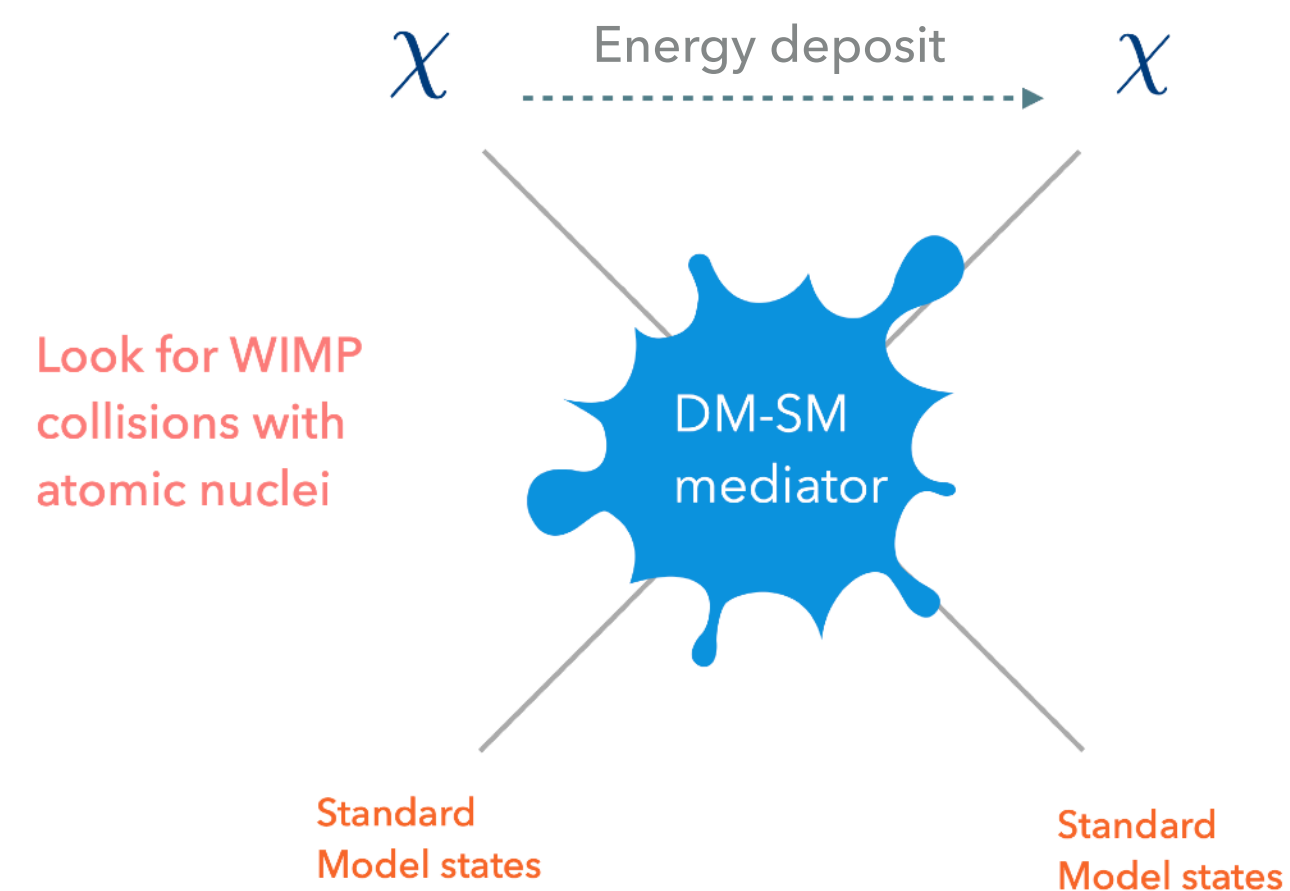 χ Energy deposit χ
Look for WIMP
collisions with
atomic nuclei
DM-SM
mediator
Standard
Model states
Standard
Model states